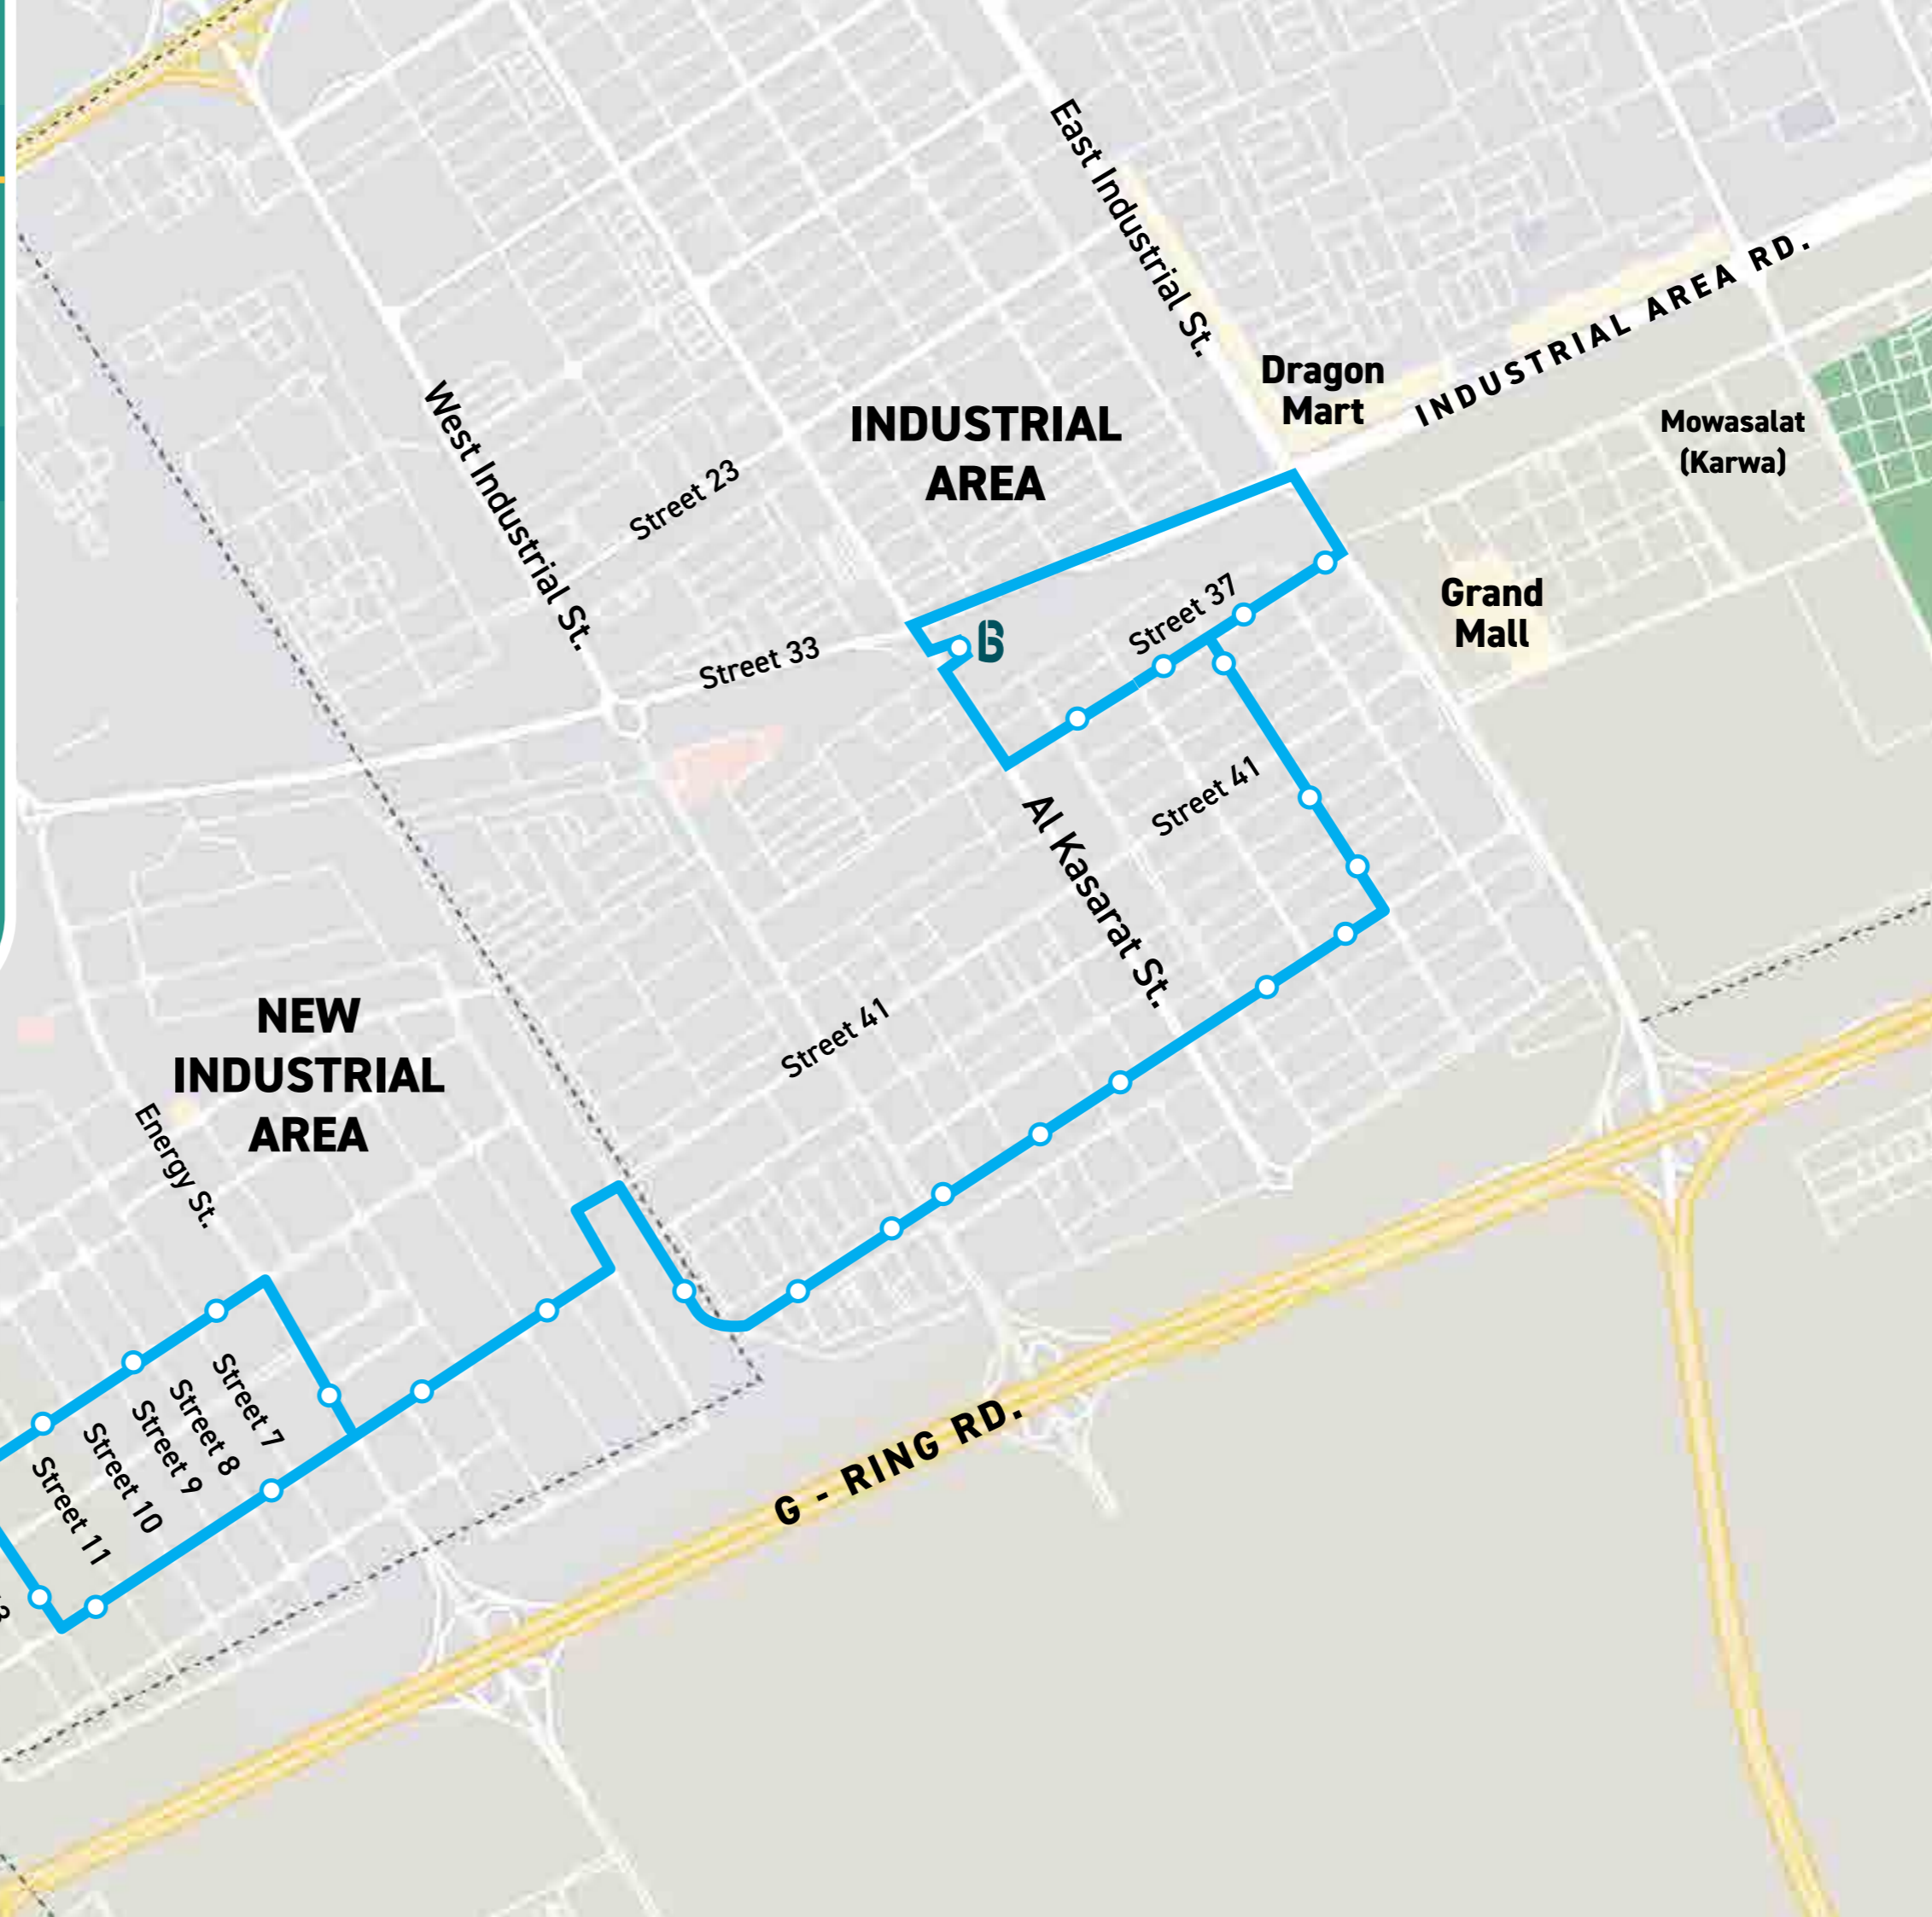 East Industrial St.
INDUSTRIAL AREA RD.
Dragon
Mart
Mowasalat
(Karwa)
West Industrial St.
INDUSTRIAL
AREA
Street 23
Street 37
Grand
Mall
B
Street 33
Street 41
Al Kasarat St.
NEW
INDUSTRIAL
AREA
Street 41
Energy St.
Street 7
Street 8
Street 9
Street 10
Street 11
G - RING RD.
3